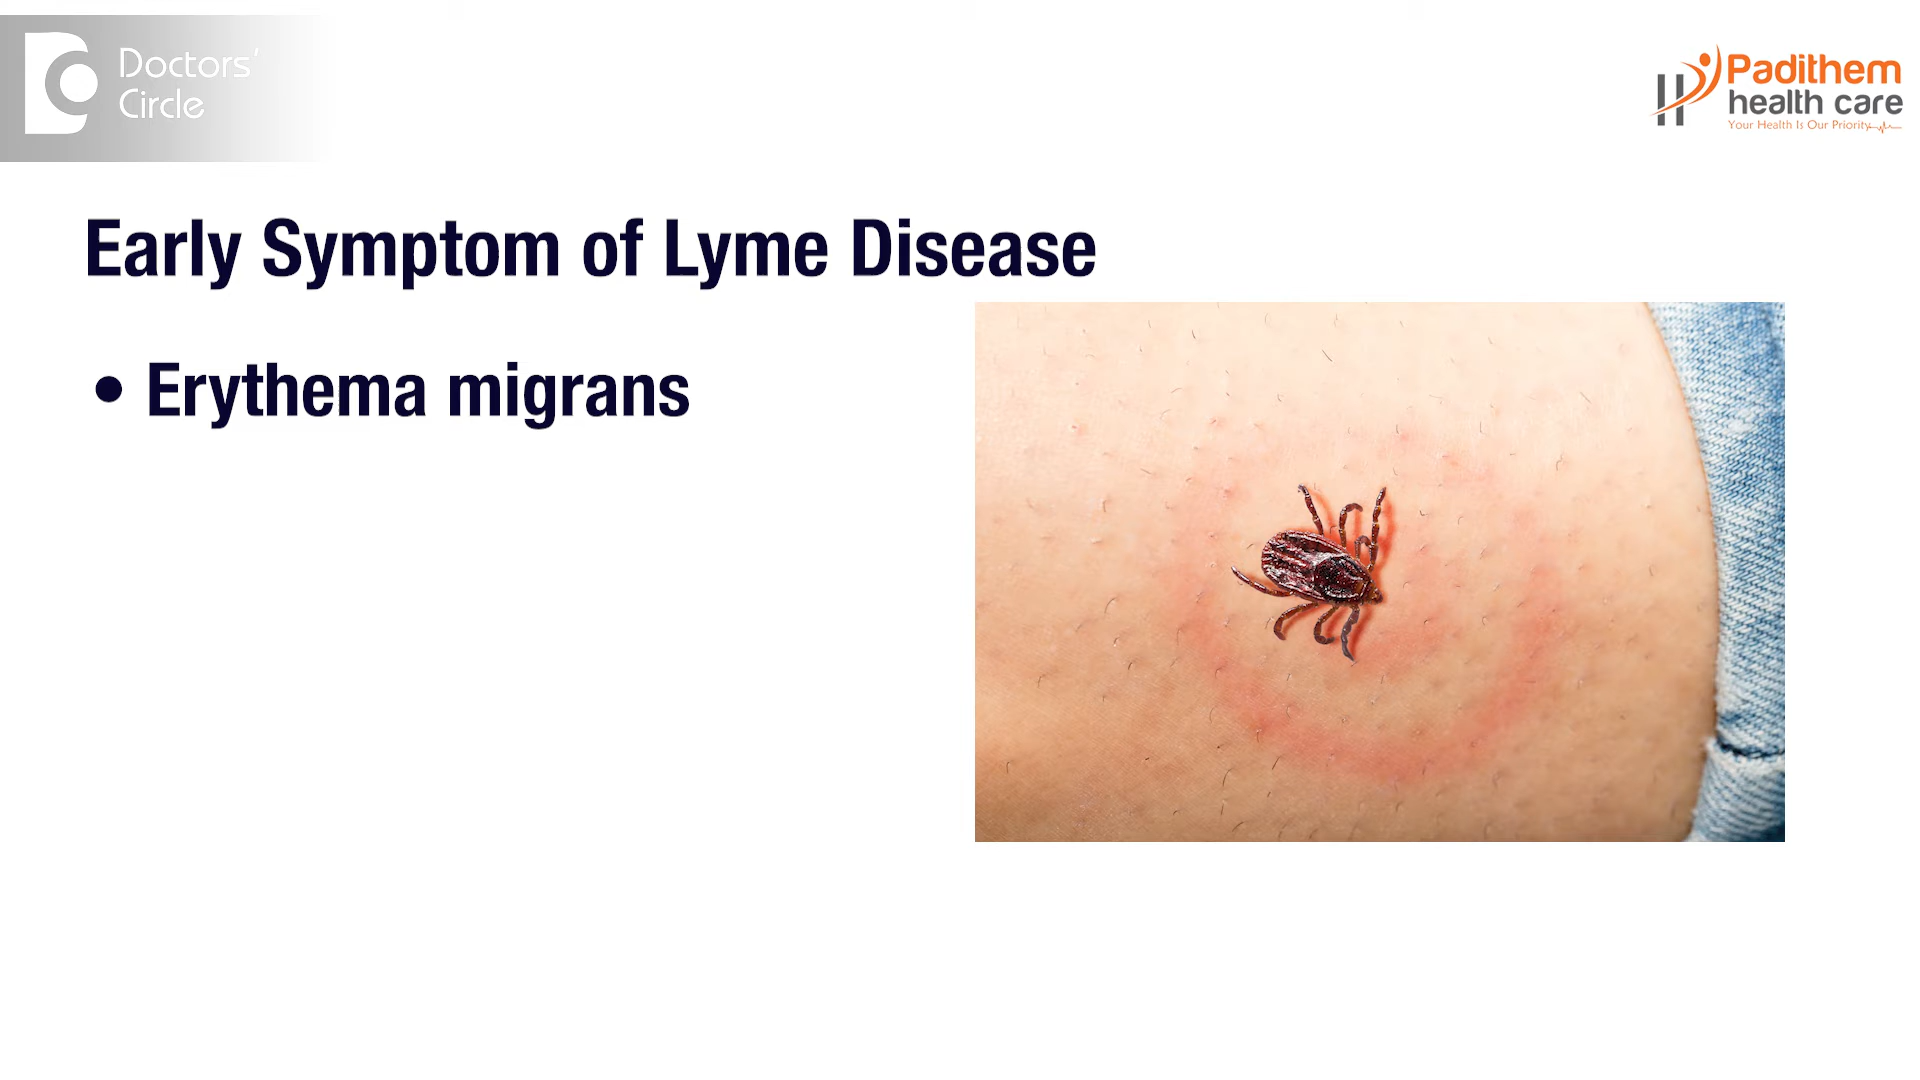 Doctors'
Circle
Padithem
health care
Your Health Is Our Priority
Early Symptom of Lyme Disease
• Erythema migrans